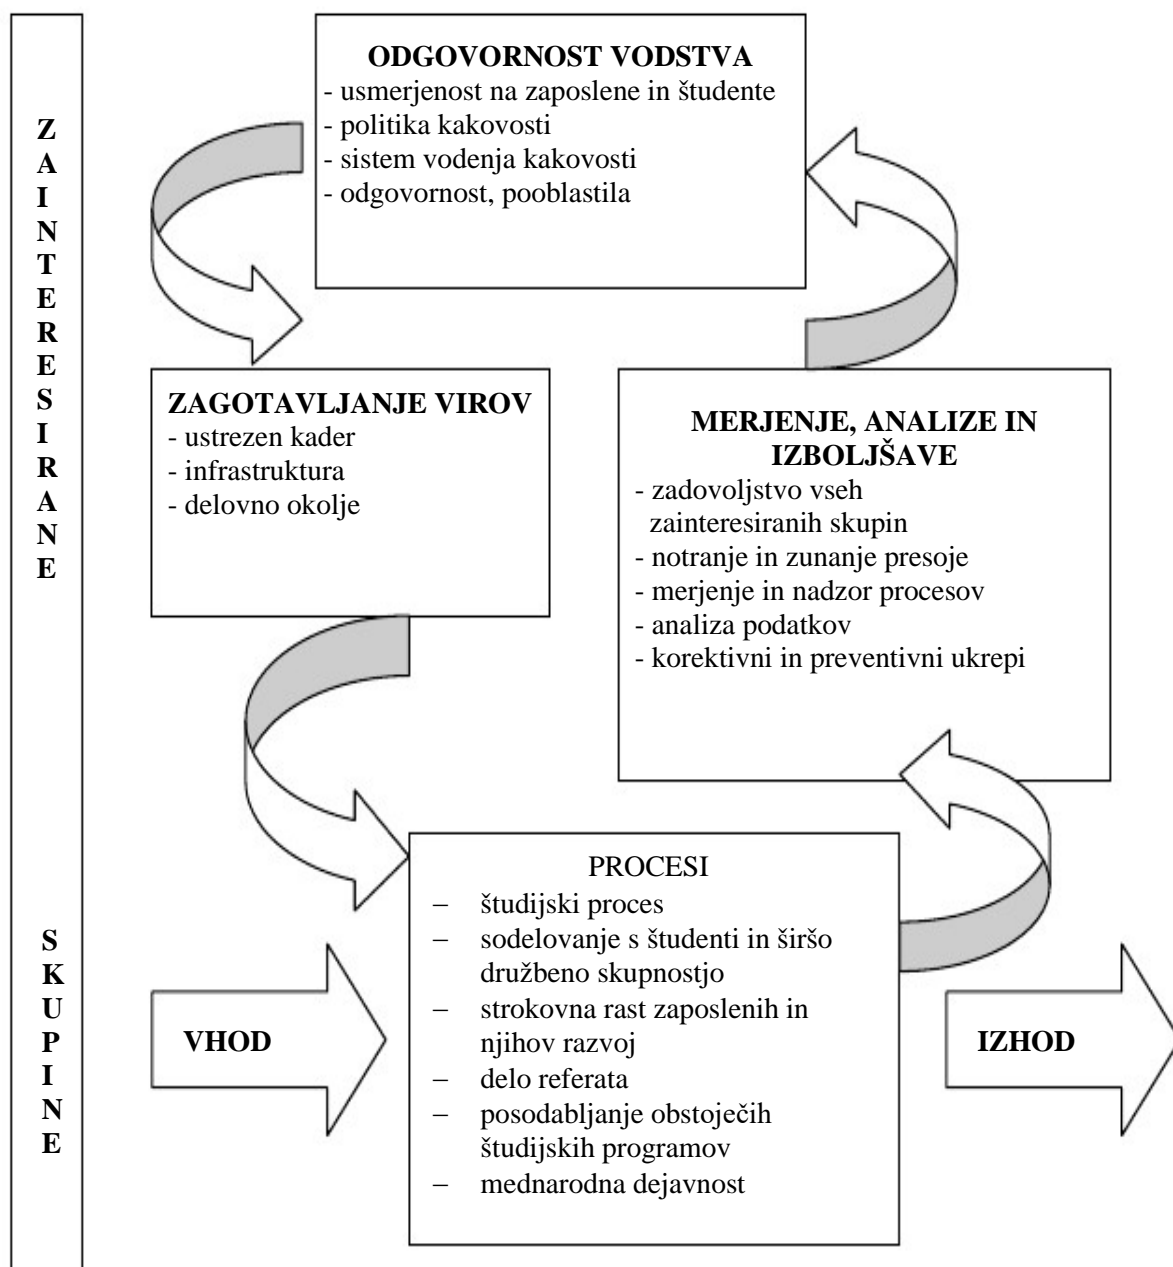 ZAINTERESIRANE
SKUPINE
ODGOVORNOST VODSTVA
- usmerjenost na zaposlene in študente
- politika kakovosti
- sistem vodenja kakovosti
- odgovornost, pooblastila
ZAGOTAVLJANJE VIROV
- ustrezen kader
- infrastruktura
- delovno okolje
MERJENJE, ANALIZE IN
IZBOLJŠAVE
- zadovoljstvo vseh
zainteresiranih skupin
- notranje in zunanje presoje
- merjenje in nadzor procesov
- analiza podatkov
- korektivni in preventivni ukrepi
VHOD
PROCESI
– študijski proces
– sodelovanje s študenti in širšo
družbeno skupnostjo
– strokovna rast zaposlenih in
njihov razvoj
– delo referata
– posodabljanje obstoječih
študijskih programov
– mednarodna dejavnost
IZHOD